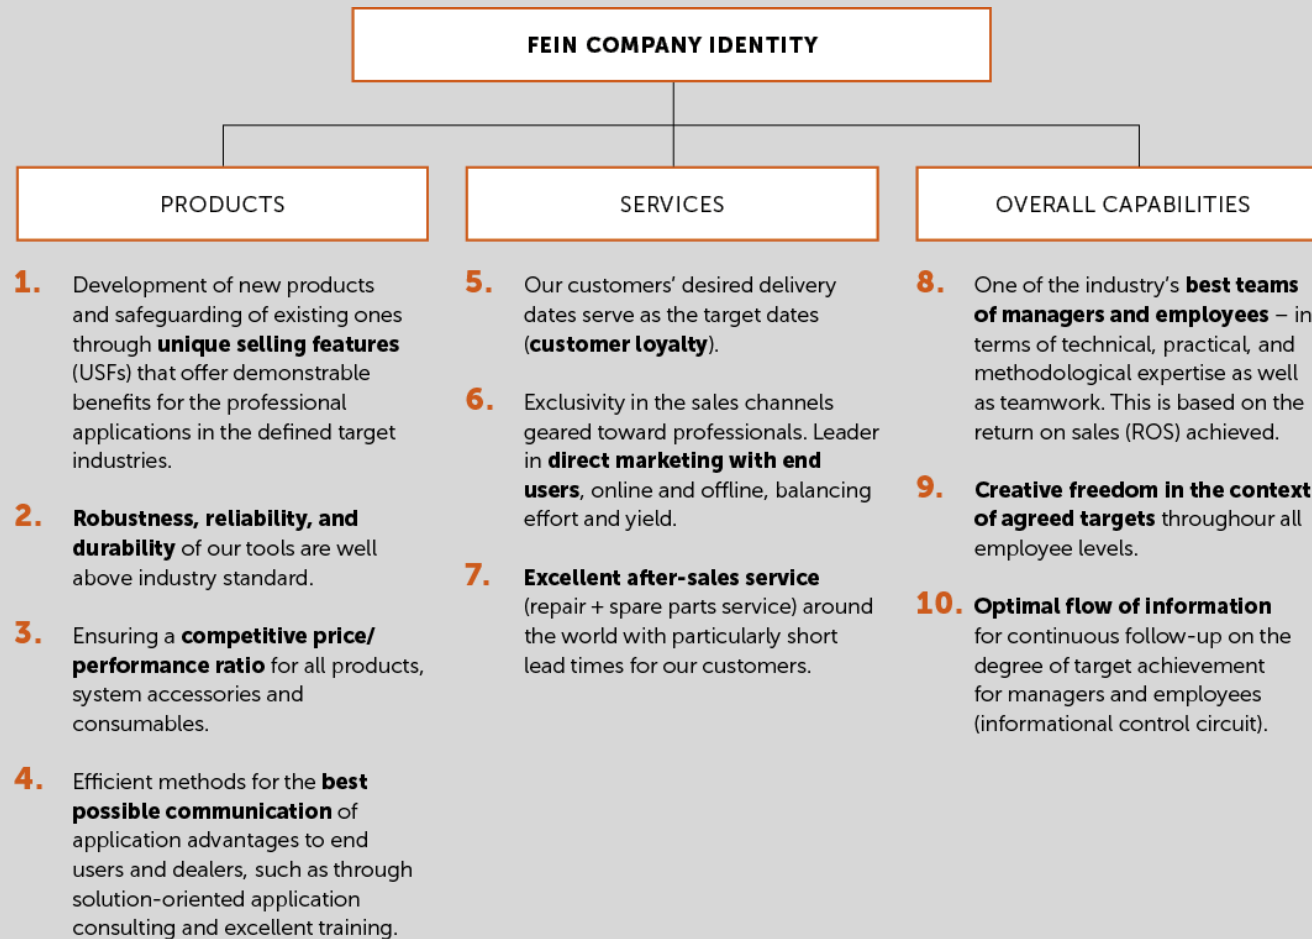 FEIN COMPANY IDENTITY
PRODUCTS
1. Development of new products
and safeguarding of existing ones
through unique selling features
(USFs) that offer demonstrable
benefits for the professional
applications in the defined target
industries.
2. Robustness, reliability, and
durability of our tools are well
above industry standard.
3. Ensuring a competitive price/
performance ratio for all products,
system accessories and
consumables.
4. Efficient methods for the best
possible communication of
application advantages to end
users and dealers, such as through
solution-oriented application
consulting and excellent training.
SERVICES
5. Our customers’ desired delivery
dates serve as the target dates
(customer loyalty).
6. Exclusivity in the sales channels
geared toward professionals. Leader
in direct marketing with end
users, online and offline, balancing
effort and yield.
7. Excellent after-sales service
(repair + spare parts service) around
the world with particularly short
lead times for our customers.
OVERALL CAPABILITIES
8. One of the industry’s best teams
of managers and employees – in
terms of technical, practical, and
methodological expertise as well
as teamwork. This is based on the
return on sales (ROS) achieved.
9. Creative freedom in the context
of agreed targets throughour all
employee levels.
10. Optimal flow of information
for continuous follow-up on the
degree of target achievement
for managers and employees
(informational control circuit).